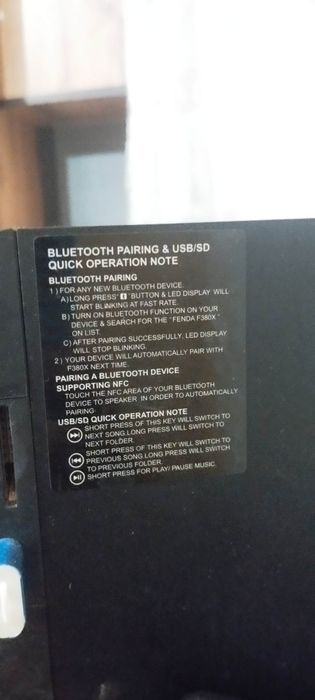 BLUETOOTH PAIRING & USB/SD
QUICK OPERATION NOTE
BLUETOOTH PAIRING
1) FOR ANY NEW BLUETOOTH DEVICE.
A) LONG PRESS" "BUTTON & LED DISPLAY WILL
START BLINKING AT FAST RATE.
B) TURN ON BLUETOOTH FUNCTION ON YOUR
DEVICE & SEARCH FOR THE "FENDA F380X"
ON LIST.
C) AFTER PAIRING SUCCESSFULLY, LED DISPLAY
WILL STOP BLINKING.
2) YOUR DEVICE WILL AUTOMATICALLY PAIR WITH
F380X NEXT TIME.
PAIRING A BLUETOOTH DEVICE
SUPPORTING NFC
TOUCH THE NFC AREA OF YOUR BLUETOOTH
DEVICE TO SPEAKER IN ORDER TO AUTOMATICALLY
PAIRING.
USB/SD QUICK OPERATION NOTE
SHORT PRESS OF THIS KEY WILL SWITCH TO
NEXT SONG.LONG PRESS WILL SWITCH TO
NEXT FOLDER.
SHORT PRESS OF THIS KEY WILL SWITCH TO
PREVIOUS SONG.LONG PRESS WILL SWITCH
TO PREVIOUS FOLDER.
SHORT PRESS FOR PLAY/ PAUSE MUSIC.